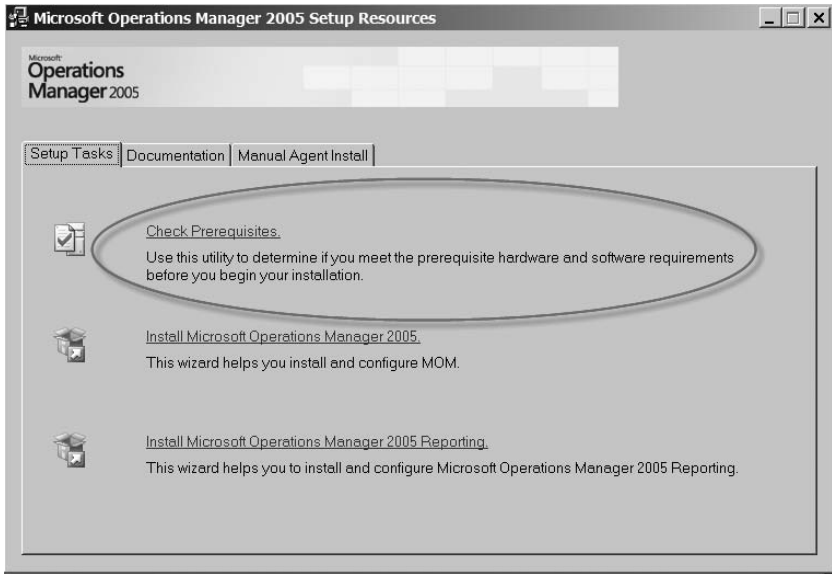 Microsoft Operations Manager 2005 Setup Resources
Microsoft
Operations
Manager 2005
Setup Tasks
Documentation
Manual Agent Install
Check Prerequisites.
Use this utility to determine if you meet the prerequisite hardware and software requirements
before you begin your installation.
Install Microsoft Operations Manager 2005.
This wizard helps you install and configure MOM.
Install Microsoft Operations Manager 2005 Reporting.
This wizard helps you to install and configure Microsoft Operations Manager 2005 Reporting.